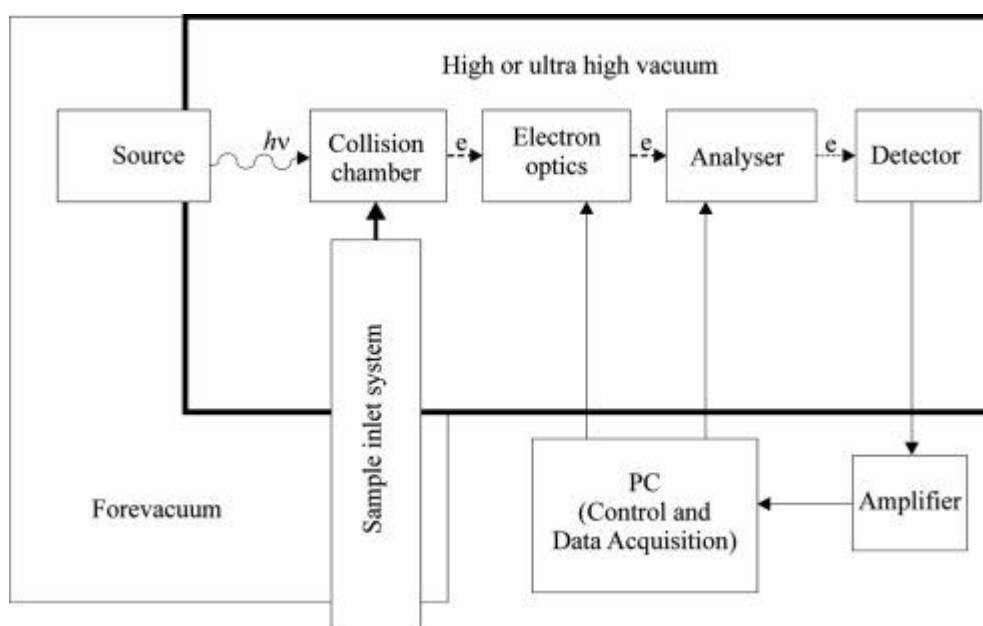 High or ultra high vacuum
Source
hν
Collision
chamber
e
Electron
optics
e
Analyser
e
Detector
Sample inlet system
Forevacuum
PC
(Control and
Data Acquisition)
Amplifier